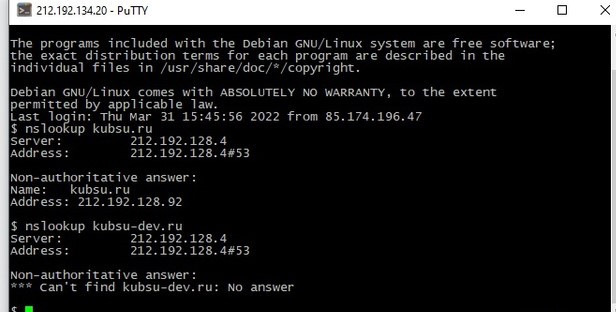 212.192.134.20 - PuTTY
The programs included with the Debian GNU/Linux system are free software;
the exact distribution terms for each program are described in the
individual files in /usr/share/doc/*/copyright.
Debian GNU/Linux comes with ABSOLUTELY NO WARRANTY, to the extent
permitted by applicable law.
Last login: Thu Mar 31 15:45:56 2022 from 85.174.196.47
$ nslookup kubsu.ru
Server:         212.192.128.4
Address:        212.192.128.4#53
Non-authoritative answer:
Name:   kubsu.ru
Address: 212.192.128.92
$ nslookup kubsu-dev.ru
Server:         212.192.128.4
Address:        212.192.128.4#53
Non-authoritative answer:
*** Can't find kubsu-dev.ru: No answer
$